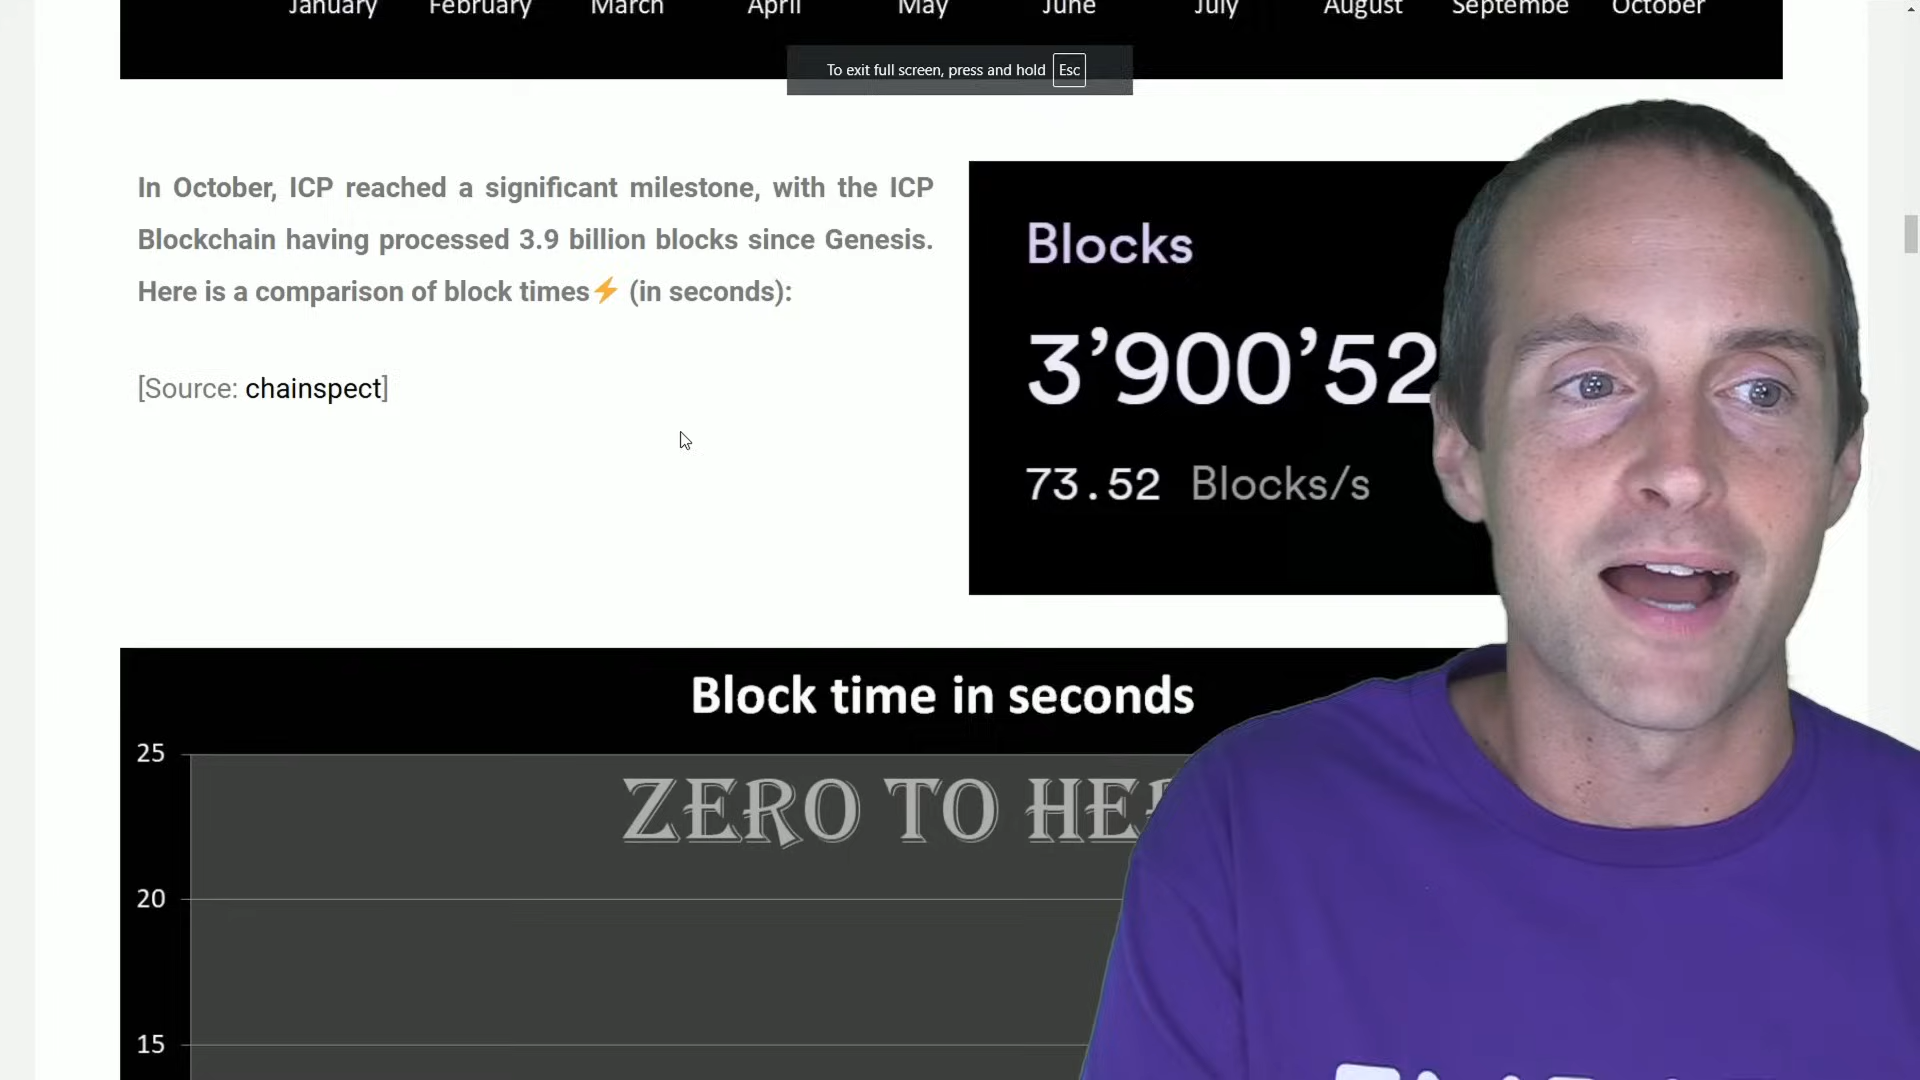 January February March April May June July August Septembe October
To exit full screen, press and hold Esc
In October, ICP reached a significant milestone, with the ICP
Blockchain having processed 3.9 billion blocks since Genesis.
Here is a comparison of block times⚡ (in seconds):
[Source: chainspect]
Blocks
3’900’52
73.52 Blocks/s
Block time in seconds
25
ZERO TO HE
20
15